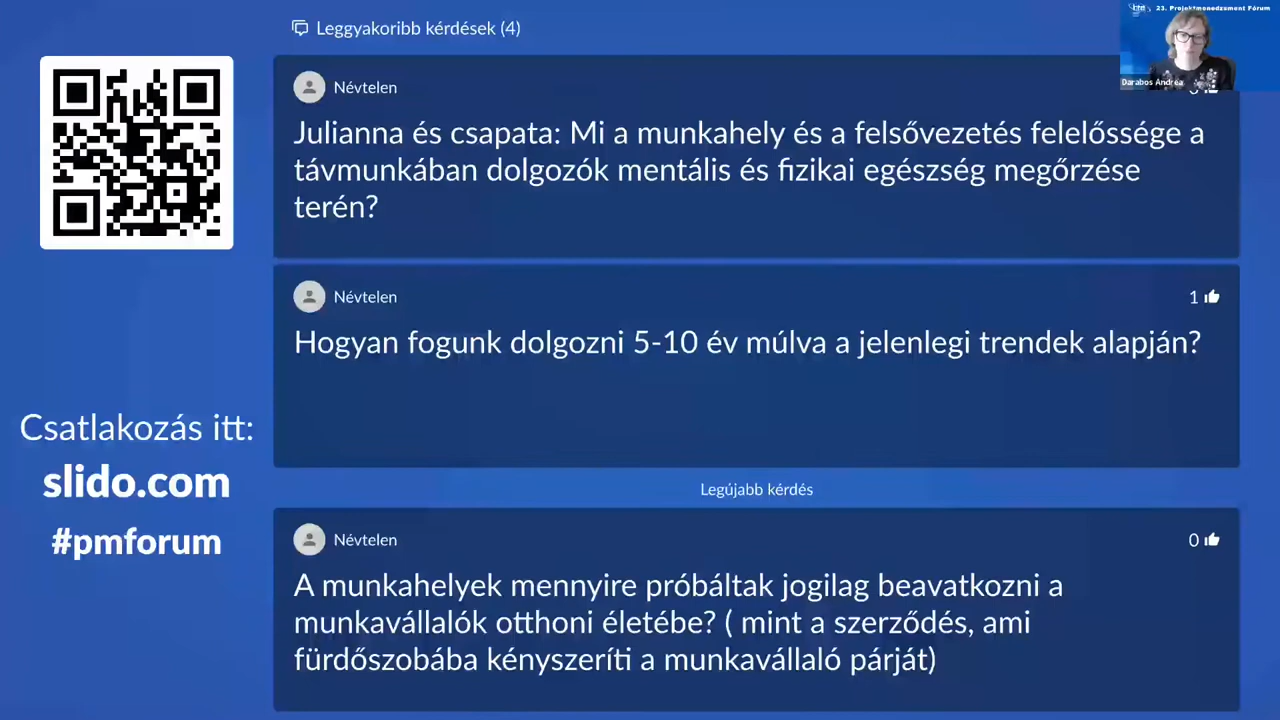 Leggyakoribb kérdések (4)
23. Projektmenedzsment Fórum
Darabos Andrea
Névtelen
Julianna és csapata: Mi a munkahely és a felsővezetés felelőssége a
távmunkában dolgozók mentális és fizikai egészség megőrzése
terén?
Névtelen
1
Hogyan fogunk dolgozni 5-10 év múlva a jelenlegi trendek alapján?
Csatlakozás itt:
slido.com
#pmforum
Legújabb kérdés
Névtelen
0
A munkahelyek mennyire próbáltak jogilag beavatkozni a
munkavállalók otthoni életébe? ( mint a szerződés, ami
fürdőszobába kényszeríti a munkavállaló párját)